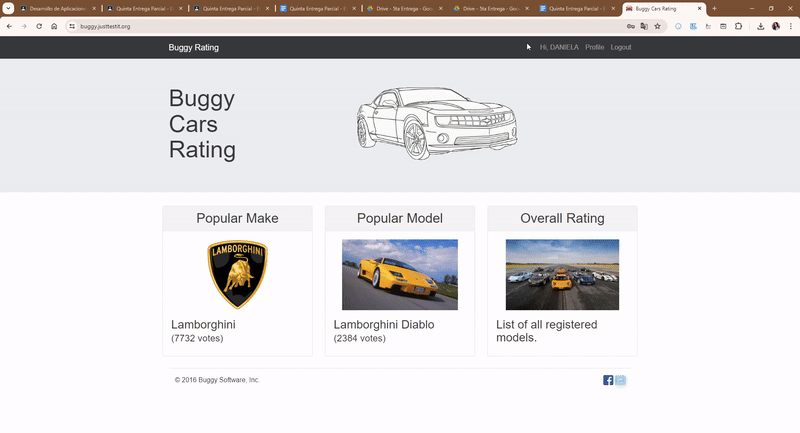 Desarrollo de Aplicacione
Quinta Entrega Parcial - (
Quinta Entrega Parcial - (
Quinta Entrega Parcial - E
Drive - 5ta Entrega - Goo
Drive - 5ta Entrega - Goo
Quinta Entrega Parcial - E
Buggy Cars Rating
buggy.justtestit.org
Buggy Rating
Hi, DANIELA
Profile
Logout
Buggy
Cars
Rating
Popular Make
Popular Model
Overall Rating
LAMBORGHINI
Lamborghini
(7732 votes)
Lamborghini Diablo
(2384 votes)
List of all registered
models.
© 2016 Buggy Software, Inc.